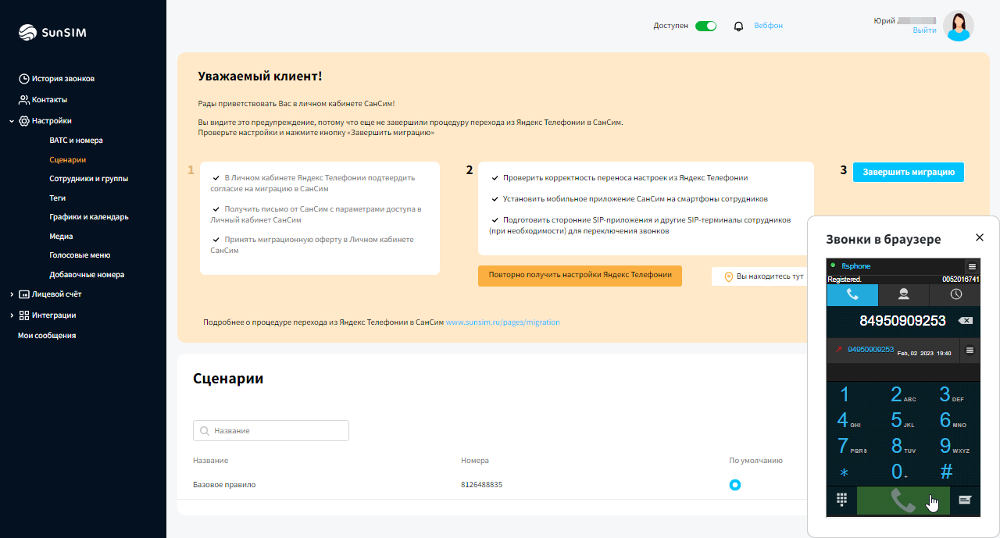 SunSIM
История звонков
Контакты
Настройки
ВАТС и номера
Сценарии
Сотрудники и группы
Теги
Графики и календарь
Медиа
Голосовые меню
Добавочные номера
Лицевой счёт
Интеграции
Мои сообщения
Доступен
Вебфон
Юрий
Выйти
Уважаемый клиент!
Рады приветствовать Вас в личном кабинете СанСим!
Вы видите это предупреждение, потому что еще не завершили процедуру перехода из Яндекс Телефонии в СанСим.
Проверьте настройки и нажмите кнопку «Завершить миграцию»
1
В Личном кабинете Яндекс Телефонии подтвердить
согласие на миграцию в СанСим
Получить письмо от СанСим с параметрами доступа в
Личный кабинет СанСим
Принять миграционную оферту в Личном кабинете
СанСим
2
Проверить корректность переноса настроек из Яндекс Телефонии
Установить мобильное приложение СанСим на смартфоны сотрудников
Подготовить сторонние SIP-приложения и другие SIP-терминалы сотрудников
(при необходимости) для переключения звонков
Повторно получить настройки Яндекс Телефонии
Вы находитесь тут
3
Завершить миграцию
Подробнее о процедуре перехода из Яндекс Телефонии в СанСим www.sunsim.ru/pages/migration
Сценарии
Название
Название Номера По умолчанию
Базовое правило 8126488835
Звонки в браузере
ftsphone
Registered. 0052016741
84950909253
94950909253 Feb, 02 2023 19:40
1 2 ABC 3 DEF
4 GHI 5 JKL 6 MNO
7 PQRS 8 TUV 9 WXYZ
* 0 + #